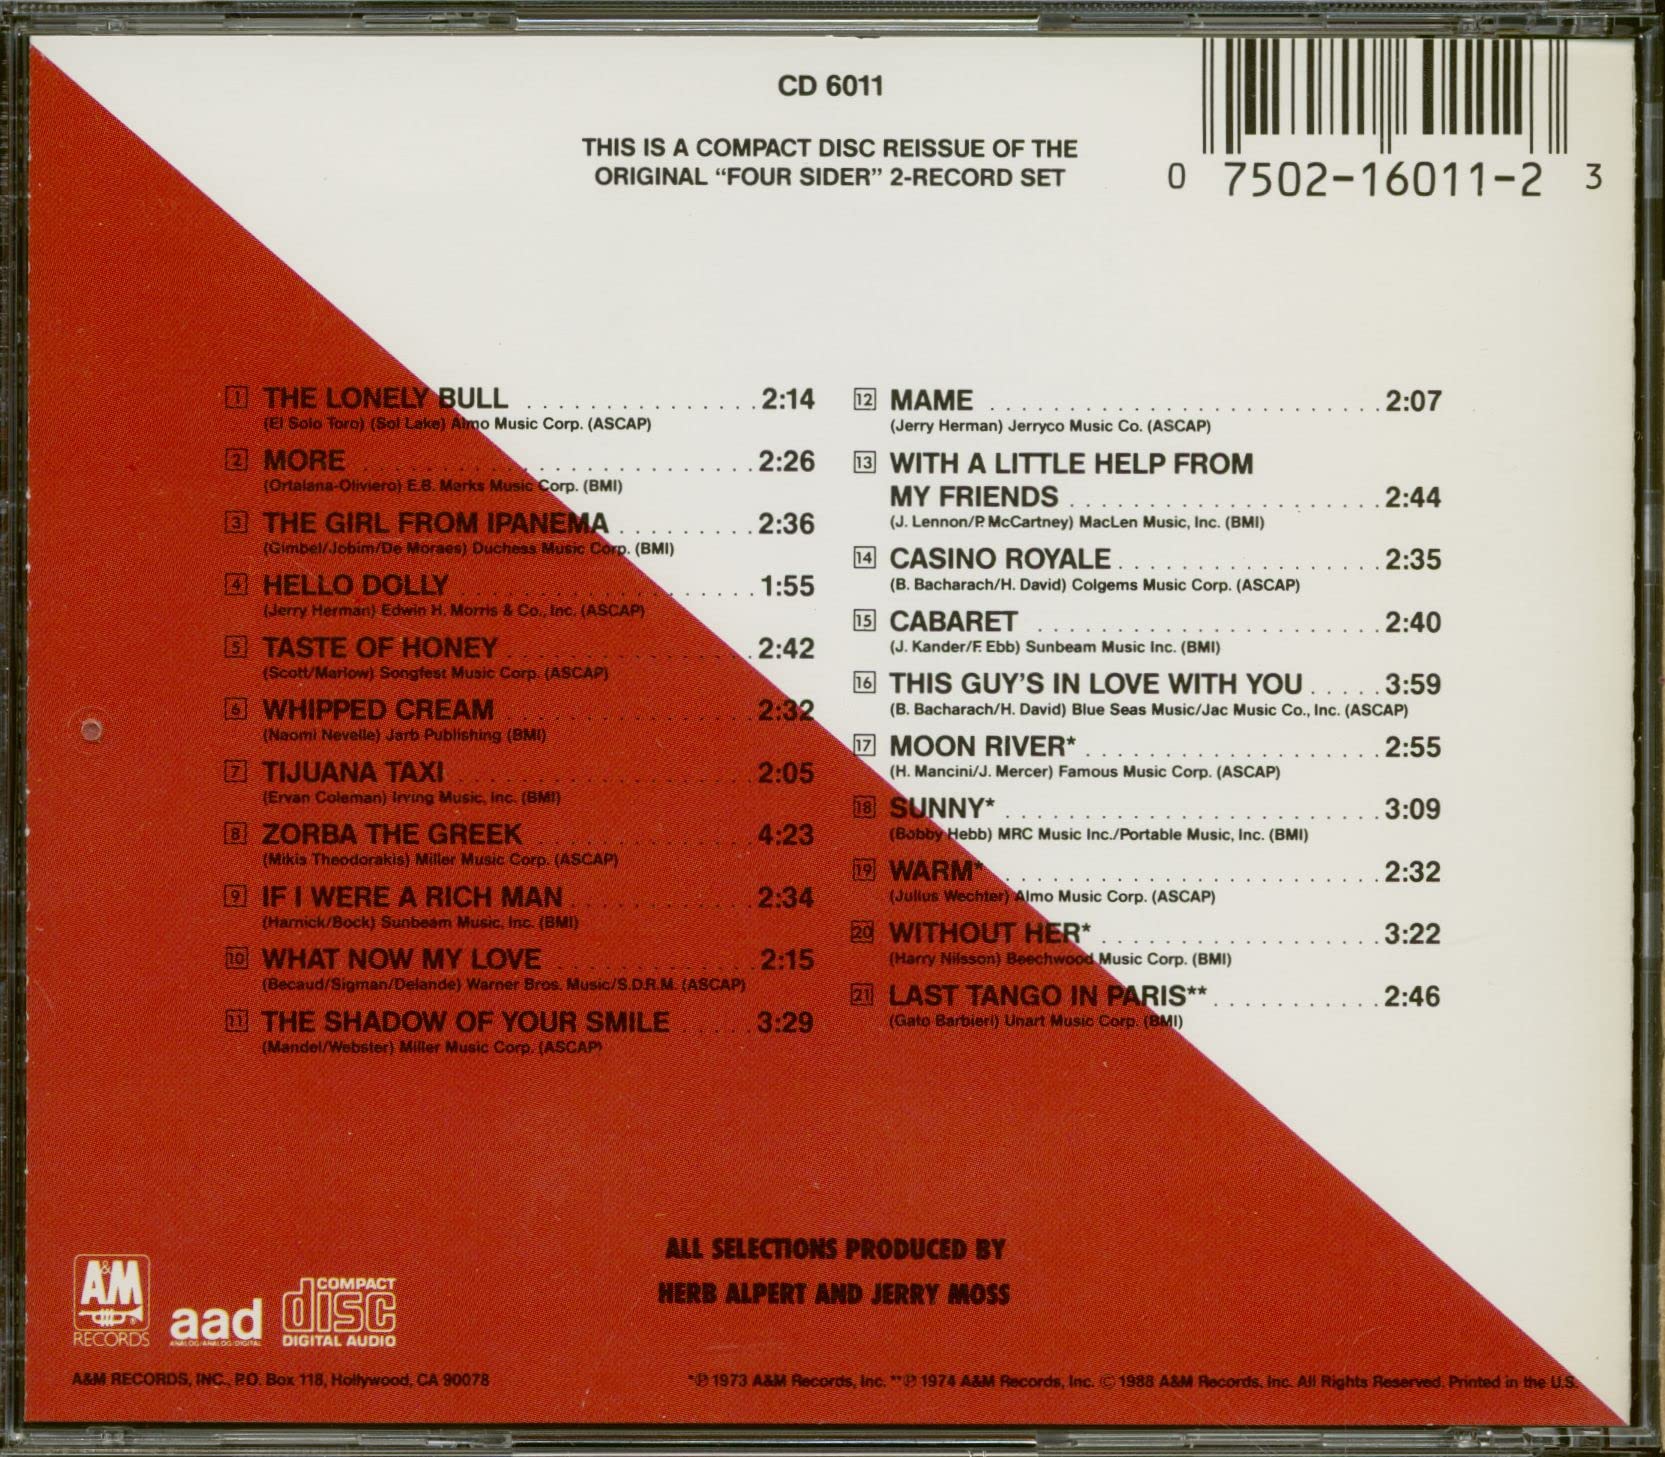 CD 6011
THIS IS A COMPACT DISC REISSUE OF THE
ORIGINAL “FOUR SIDER” 2-RECORD SET
0 7502-16011-2 3
1 THE LONELY BULL 2:14
(El Solo Toro) (Sol Lake) Almo Music Corp. (ASCAP)
2 MORE 2:26
(Ortalana-Oliviero) E.B. Marks Music Corp. (BMI)
3 THE GIRL FROM IPANEMA 2:36
(Gimbel/Jobim/De Moraes) Duchess Music Corp. (BMI)
4 HELLO DOLLY 1:55
(Jerry Herman) Edwin H. Morris & Co., Inc. (ASCAP)
5 TASTE OF HONEY 2:42
(Scott/Marlow) Songfest Music Corp. (ASCAP)
6 WHIPPED CREAM 2:32
(Naomi Nevelle) Jarb Publishing (BMI)
7 TIJUANA TAXI 2:05
(Ervan Coleman) Irving Music, Inc. (BMI)
8 ZORBA THE GREEK 4:23
(Mikis Theodorakis) Miller Music Corp. (ASCAP)
9 IF I WERE A RICH MAN 2:34
(Harnick/Bock) Sunbeam Music, Inc. (BMI)
10 WHAT NOW MY LOVE 2:15
(Becaud/Sigman/Delande) Warner Bros. Music/S.D.R.M. (ASCAP)
11 THE SHADOW OF YOUR SMILE 3:29
(Mandel/Webster) Miller Music Corp. (ASCAP)
12 MAME 2:07
(Jerry Herman) Jerryco Music Co. (ASCAP)
13 WITH A LITTLE HELP FROM
MY FRIENDS 2:44
(J. Lennon/P. McCartney) MacLen Music, Inc. (BMI)
14 CASINO ROYALE 2:35
(B. Bacharach/H. David) Colgems Music Corp. (ASCAP)
15 CABARET 2:40
(J. Kander/F. Ebb) Sunbeam Music Inc. (BMI)
16 THIS GUY'S IN LOVE WITH YOU 3:59
(B. Bacharach/H. David) Blue Seas Music/Jac Music Co., Inc. (ASCAP)
17 MOON RIVER* 2:55
(H. Mancini/J. Mercer) Famous Music Corp. (ASCAP)
18 SUNNY* 3:09
(Bobby Hebb) MRC Music Inc./Portable Music, Inc. (BMI)
19 WARM* 2:32
(Julius Wechter) Almo Music Corp. (ASCAP)
20 WITHOUT HER* 3:22
(Harry Nilsson) Beechwood Music Corp. (BMI)
21 LAST TANGO IN PARIS** 2:46
(Gato Barbieri) Unart Music Corp. (BMI)
ALL SELECTIONS PRODUCED BY
HERB ALPERT AND JERRY MOSS
A&M ®
RECORDS
aad
ANALOG/ANALOG/DIGITAL
COMPACT
disc
DIGITAL AUDIO
A&M RECORDS, INC., P.O. Box 118, Hollywood, CA 90078
*℗ 1973 A&M Records, Inc. **℗ 1974 A&M Records, Inc. © 1988 A&M Records, Inc. All Rights Reserved. Printed in the U.S.